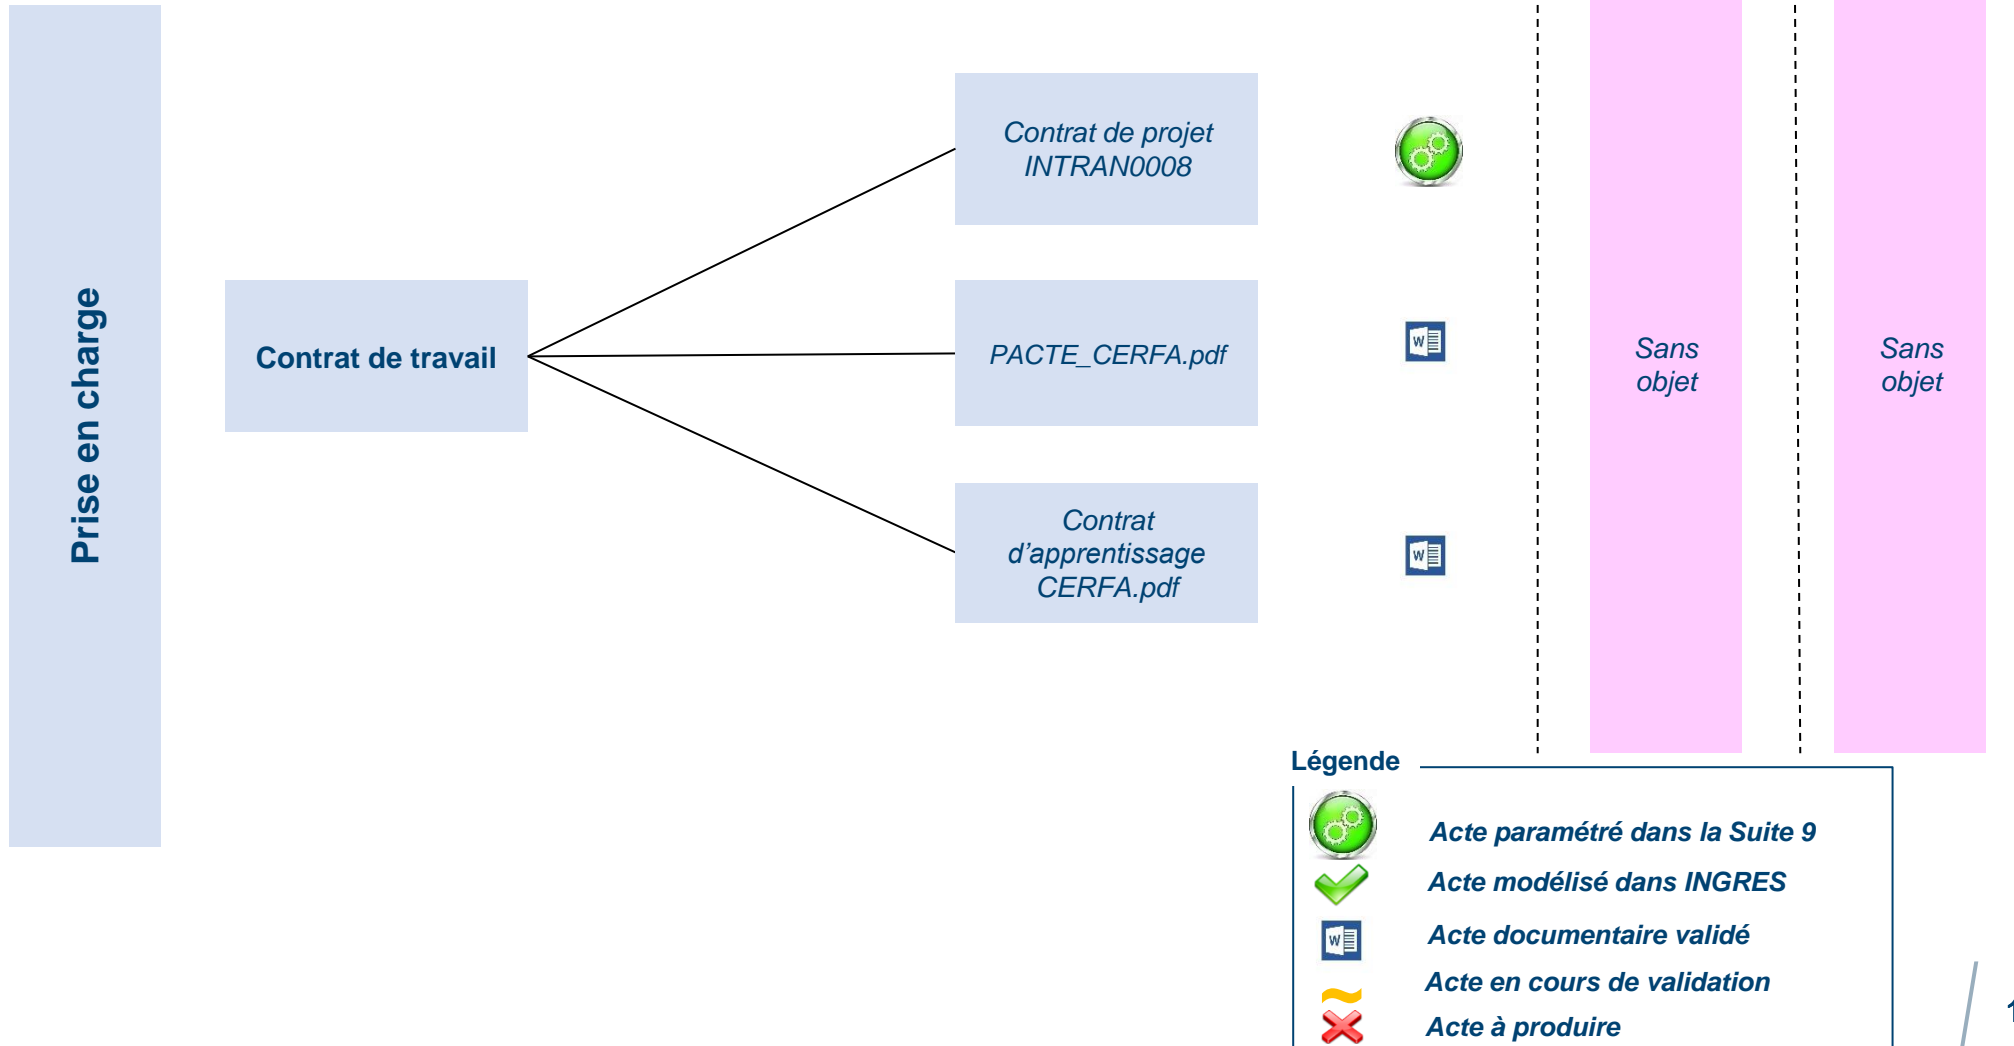 Prise en charge
Contrat de travail
Contrat de projet
INTRAN0008
PACTE_CERFA.pdf
Contrat
d’apprentissage
CERFA.pdf
Sans
objet
Sans
objet
Légende
Acte paramétré dans la Suite 9
Acte modélisé dans INGRES
Acte documentaire validé
Acte en cours de validation
Acte à produire